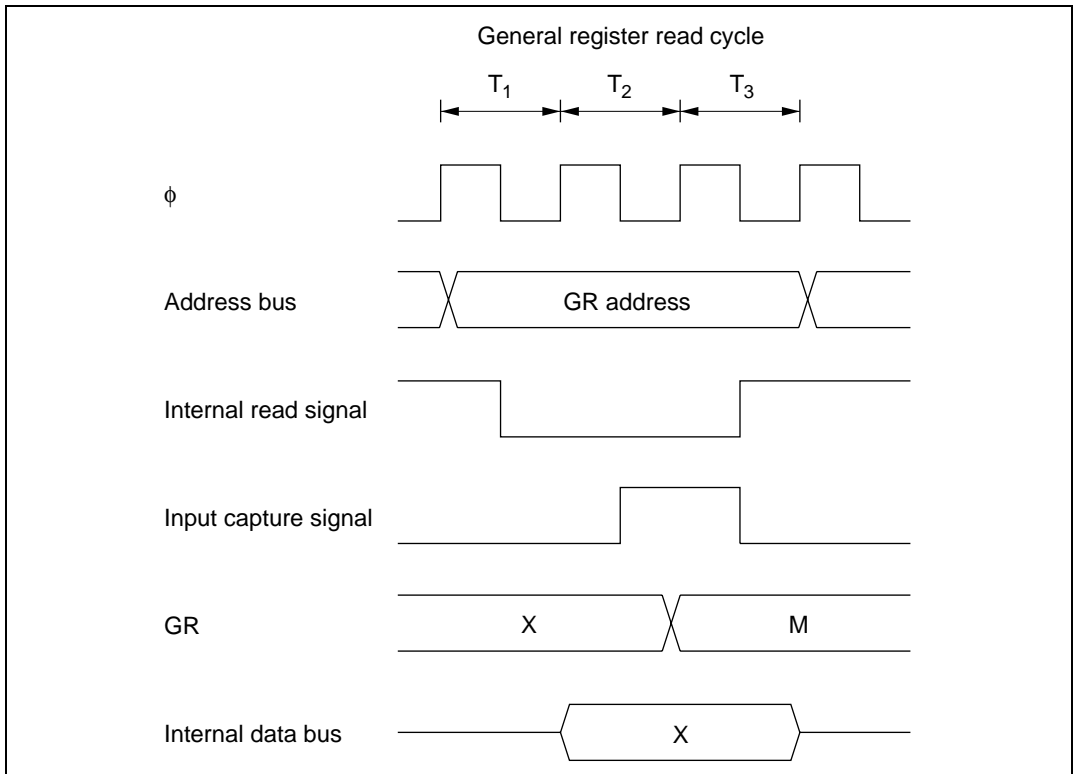 General register read cycle
T1 T2 T3
φ
Address bus GR address
Internal read signal
Input capture signal
GR X M
Internal data bus X